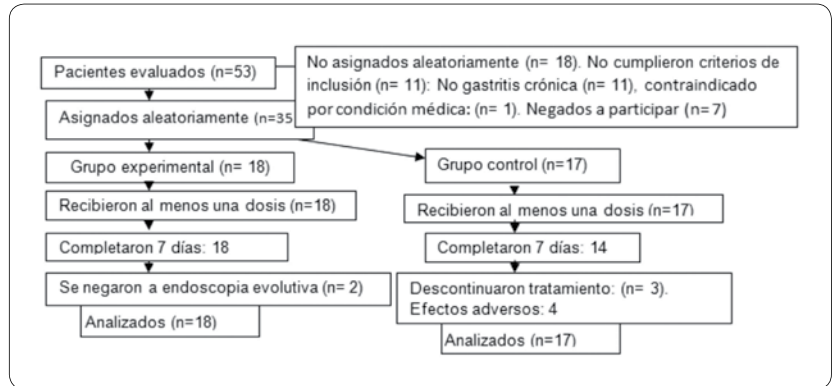 Pacientes evaluados (n=53)
No asignados aleatoriamente (n= 18). No cumplieron criterios de
inclusión (n= 11): No gastritis crónica (n= 11), contraindicado
por condición médica: (n= 1). Negados a participar (n=7)
Asignados aleatoriamente (n=35
Grupo experimental (n= 18)
Grupo control (n=17)
Recibieron al menos una dosis (n=18)
Recibieron al menos una dosis (n=17)
Completaron 7 días: 18
Completaron 7 días: 14
Se negaron a endoscopia evolutiva (n= 2)
Descontinuaron tratamiento: (n= 3).
Efectos adversos: 4
Analizados (n=18)
Analizados (n=17)